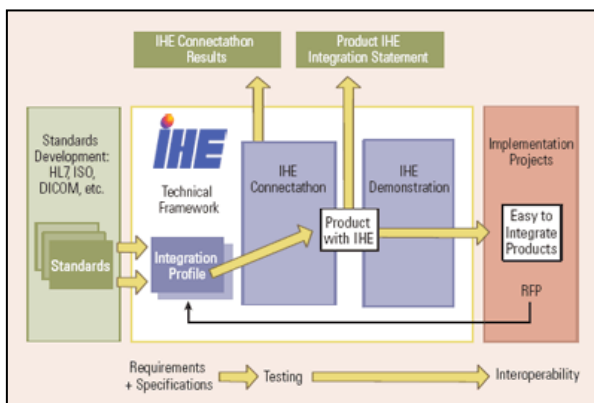 IHE Connectathon
Results
Product IHE
Integration Statement
Standards
Development:
HL7, ISO,
DICOM, etc.
Standards
IHE
Technical
Framework
Integration
Profile
IHE
Connectathon
Product
with IHE
IHE
Demonstration
Implementation
Projects
Easy to
Integrate
Products
RFP
Requirements
+ Specifications
Testing
Interoperability